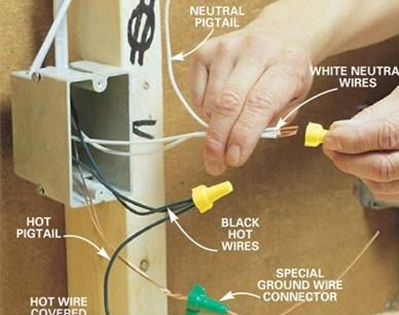 NEUTRAL
PIGTAIL
WHITE NEUTRA
WIRES
HOT
PIGTAIL
BLACK
HOT
WIRES
SPECIAL
GROUND WIRE
CONNECTOR
HOT WIRE
COVERED